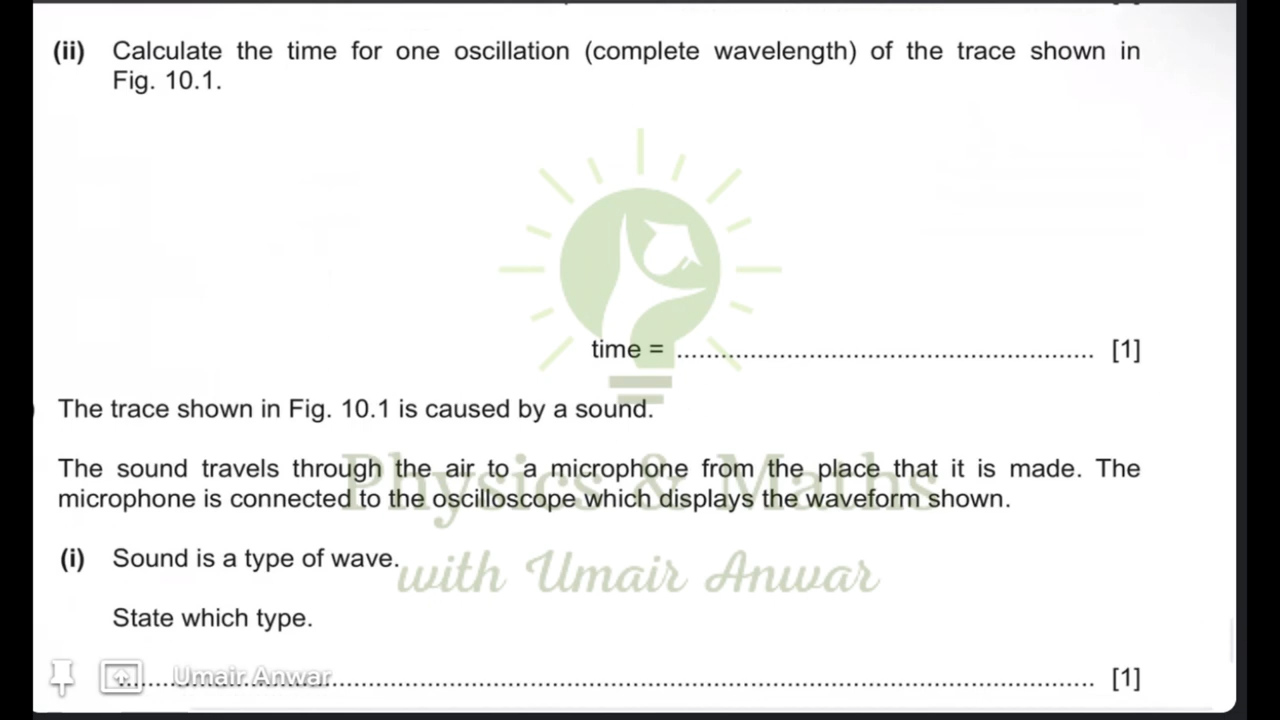 (ii) Calculate the time for one oscillation (complete wavelength) of the trace shown in
Fig. 10.1.
time = ........................................................ [1]
The trace shown in Fig. 10.1 is caused by a sound.
The sound travels through the air to a microphone from the place that it is made. The
microphone is connected to the oscilloscope which displays the waveform shown.
Physics & Maths
(i) Sound is a type of wave.
with Umair Anwar
State which type.
Umair Anwar
........................................................ [1]